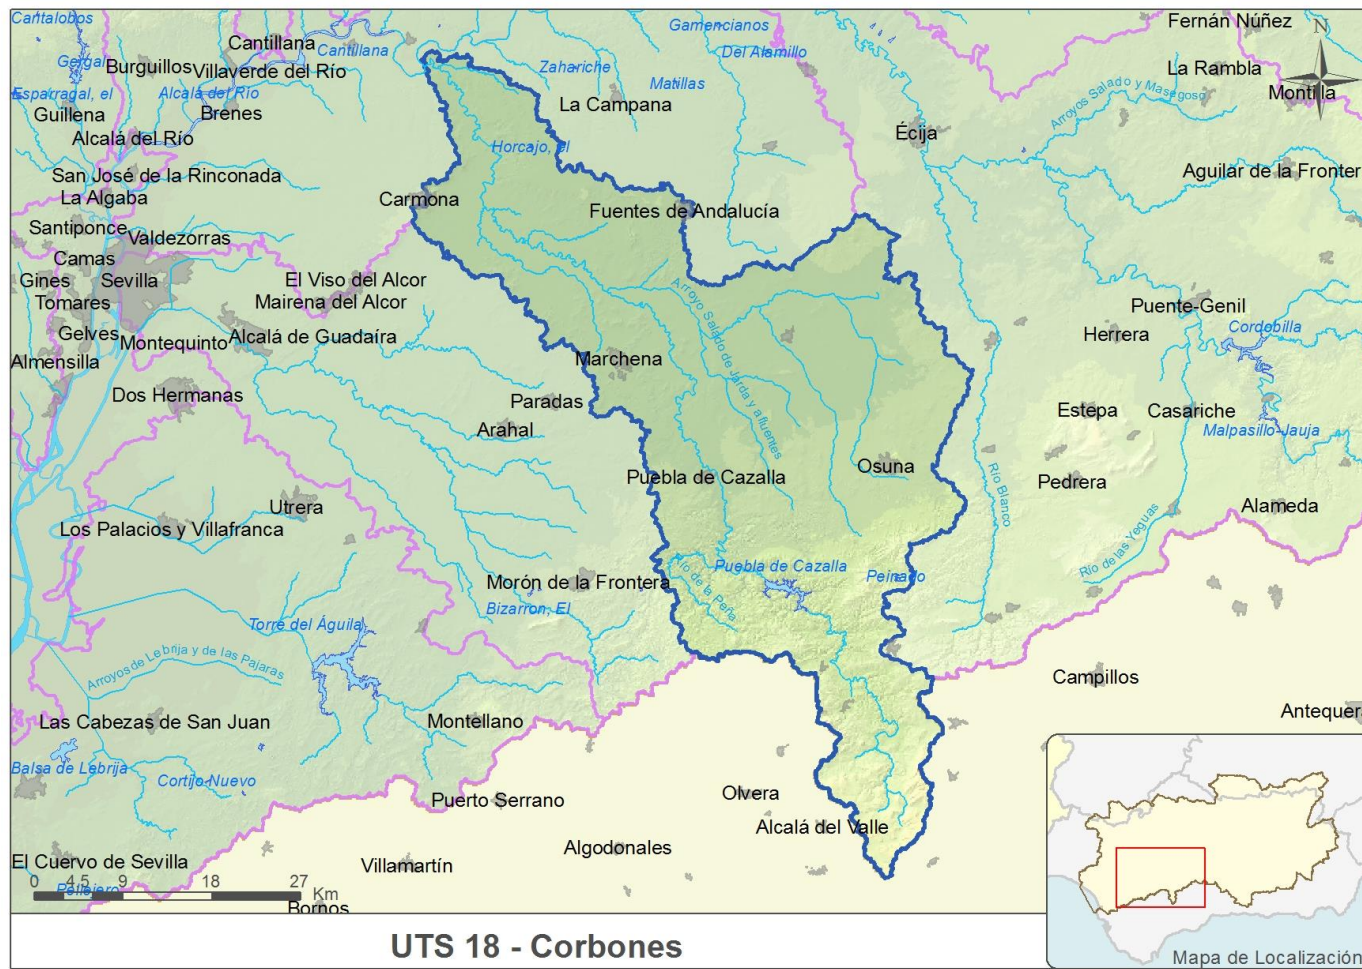 Cantalobos
Gamencianos
Fernán Núñez
N
Cantillana
Cantillana
Del Alamillo
Gergal
Burguillos
Villaverde del Río
Zahariche
Matillas
La Rambla
Esparragal, el
Alcalá del Río
La Campana
Arroyos Salado y Masegoso
Montilla
Guillena
Brenes
Écija
Alcalá del Río
Horcajo, el
San José de la Rinconada
Aguilar de la Fronter
La Algaba
Carmona
Fuentes de Andalucía
Santiponce
Valdezorras
Camas
Gines
Sevilla
El Viso del Alcor
Tomares
Mairena del Alcor
Arroyo Salado de Jarda y afluentes
Puente-Genil
Gelves
Montequinto
Alcalá de Guadaíra
Herrera
Cordobilla
Almensilla
Marchena
Dos Hermanas
Paradas
Estepa
Casariche
Arahal
Malpasillo-Jauja
Osuna
Puebla de Cazalla
Río Blanco
Pedrera
Utrera
Alameda
Los Palacios y Villafranca
Río de las Yeguas
Puebla de Cazalla
Peinado
Morón de la Frontera
Río de la Peña
Bizarron, El
Torre del Águila
Arroyos de Lebrija y de las Pájaras
Campillos
Las Cabezas de San Juan
Montellano
Antequera
Balsa de Lebrija
Cortijo-Nuevo
Puerto Serrano
Olvera
Alcalá del Valle
Algodonales
El Cuervo de Sevilla
Villamartín
Pellejero
0 4,5 9 18 27
Km
Bornos
UTS 18 - Corbones
Mapa de Localización